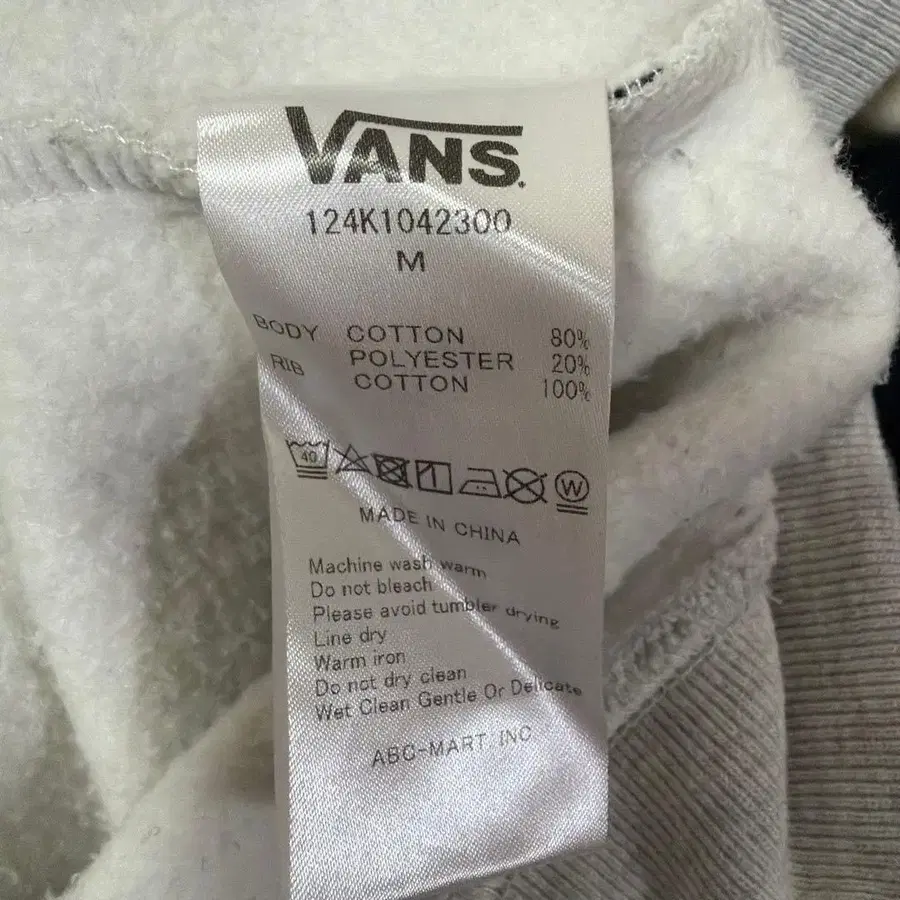 VANS.
124K1042300
M
BODY COTTON 80%
RIB POLYESTER 20%
COTTON 100%
40 W
MADE IN CHINA
Machine wash warm
Do not bleach
Please avoid tumbler drying
Line dry
Warm iron
Do not dry clean
Wet Clean Gentle Or Delicate
ABC-MART INC